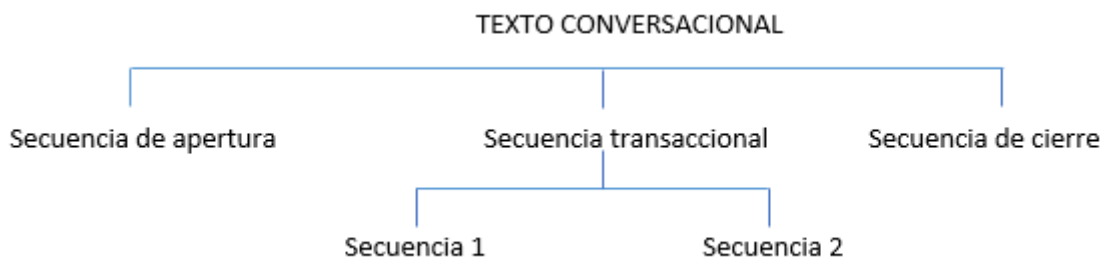 TEXTO CONVERSACIONAL
Secuencia de apertura Secuencia transaccional Secuencia de cierre
Secuencia 1 Secuencia 2